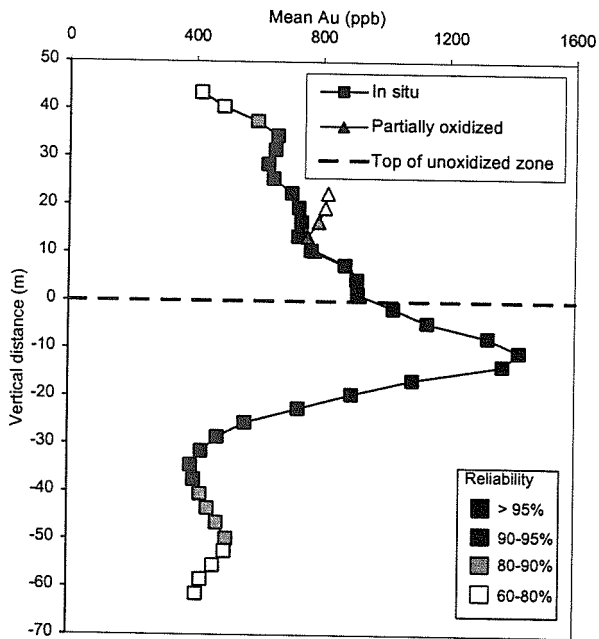 Mean Au (ppb)
0 400 800 1200 1600
50
40
30
20
10
0
-10
-20
-30
-40
-50
-60
-70
Vertical distance (m)
In situ
Partially oxidized
Top of unoxidized zone
Reliability
> 95%
90-95%
80-90%
60-80%